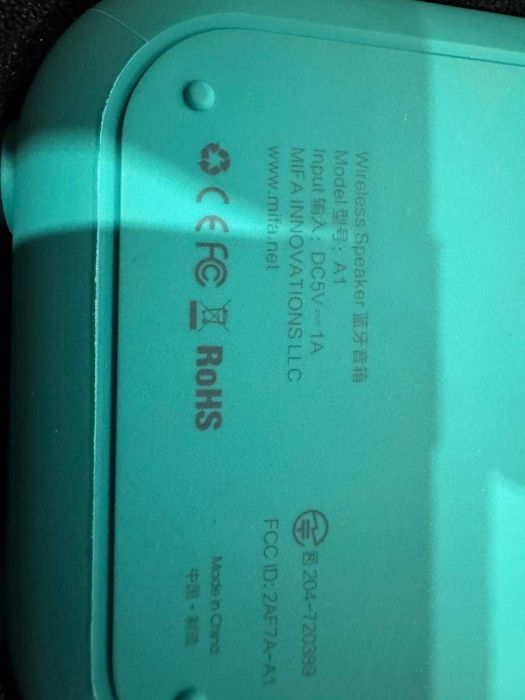 Wireless Speaker 蓝牙音箱
Model 型号: A1
Input 输入: DC5V⎓1A
MIFA INNOVATIONS LLC
www.mifa.net
CE FC RoHS
R 204-720389
FCC ID: 2AF7A-A1
Made in China
中国·制造